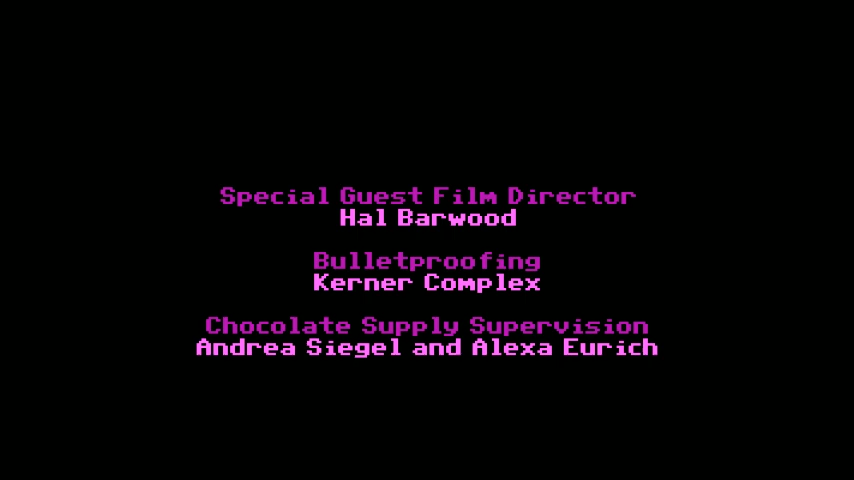 Special Guest Film Director
Hal Barwood
Bulletproofing
Kerner Complex
Chocolate Supply Supervision
Andrea Siegel and Alexa Eurich